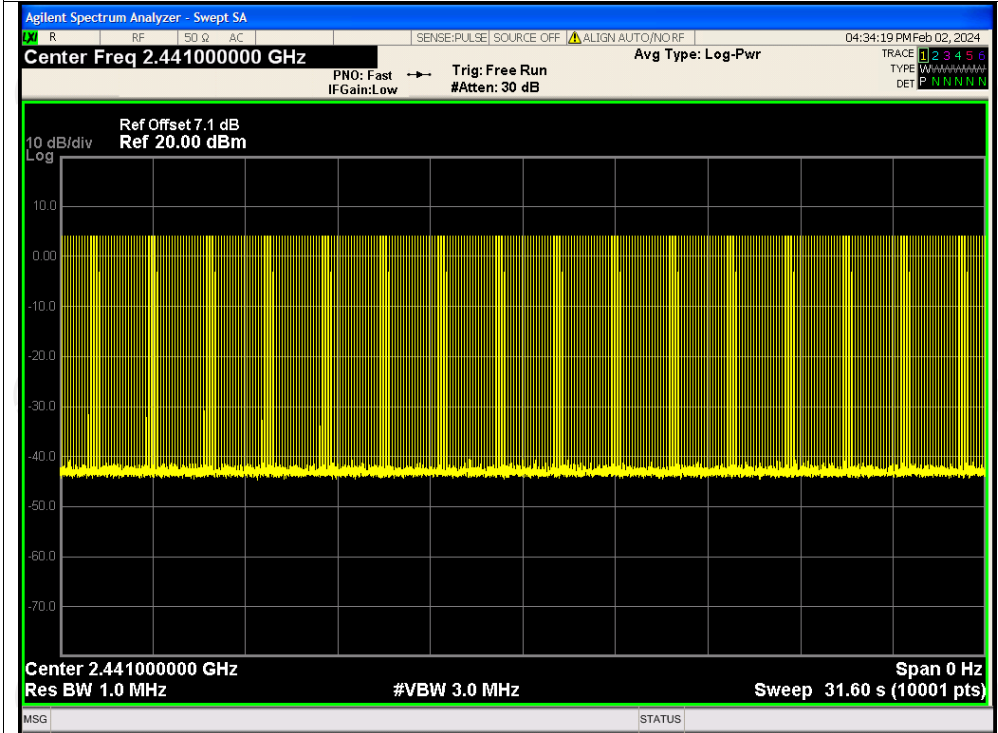 Agilent Spectrum Analyzer - Swept SA
LXI R RF 50 Ω AC SENSE:PULSE SOURCE OFF ALIGN AUTO/NORF 04:34:19 PM Feb 02, 2024
Center Freq 2.441000000 GHz Avg Type: Log-Pwr TRACE 1 2 3 4 5 6
PNO: Fast Trig: Free Run TYPE WWWWWW
IFGain:Low #Atten: 30 dB DET P N N N N N
Ref Offset 7.1 dB
10 dB/div Ref 20.00 dBm
Log
10.0
0.00
-10.0
-20.0
-30.0
-40.0
-50.0
-60.0
-70.0
Center 2.441000000 GHz Span 0 Hz
Res BW 1.0 MHz #VBW 3.0 MHz Sweep 31.60 s (10001 pts)
MSG STATUS